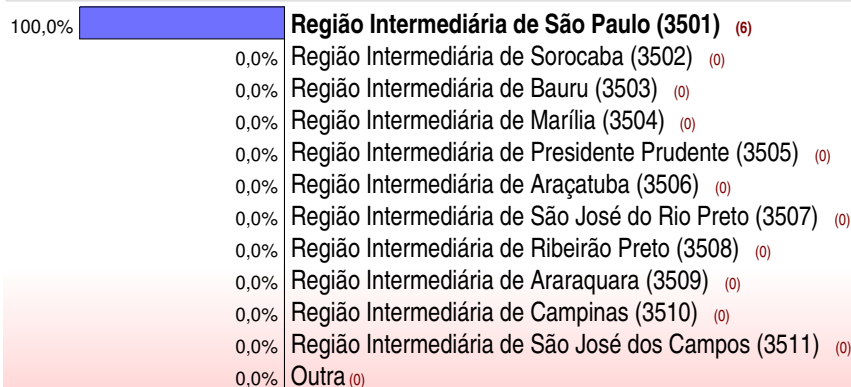 100,0% Região Intermediária de São Paulo (3501) (6)
0,0% Região Intermediária de Sorocaba (3502) (0)
0,0% Região Intermediária de Bauru (3503) (0)
0,0% Região Intermediária de Marília (3504) (0)
0,0% Região Intermediária de Presidente Prudente (3505) (0)
0,0% Região Intermediária de Araçatuba (3506) (0)
0,0% Região Intermediária de São José do Rio Preto (3507) (0)
0,0% Região Intermediária de Ribeirão Preto (3508) (0)
0,0% Região Intermediária de Araraquara (3509) (0)
0,0% Região Intermediária de Campinas (3510) (0)
0,0% Região Intermediária de São José dos Campos (3511) (0)
0,0% Outra (0)